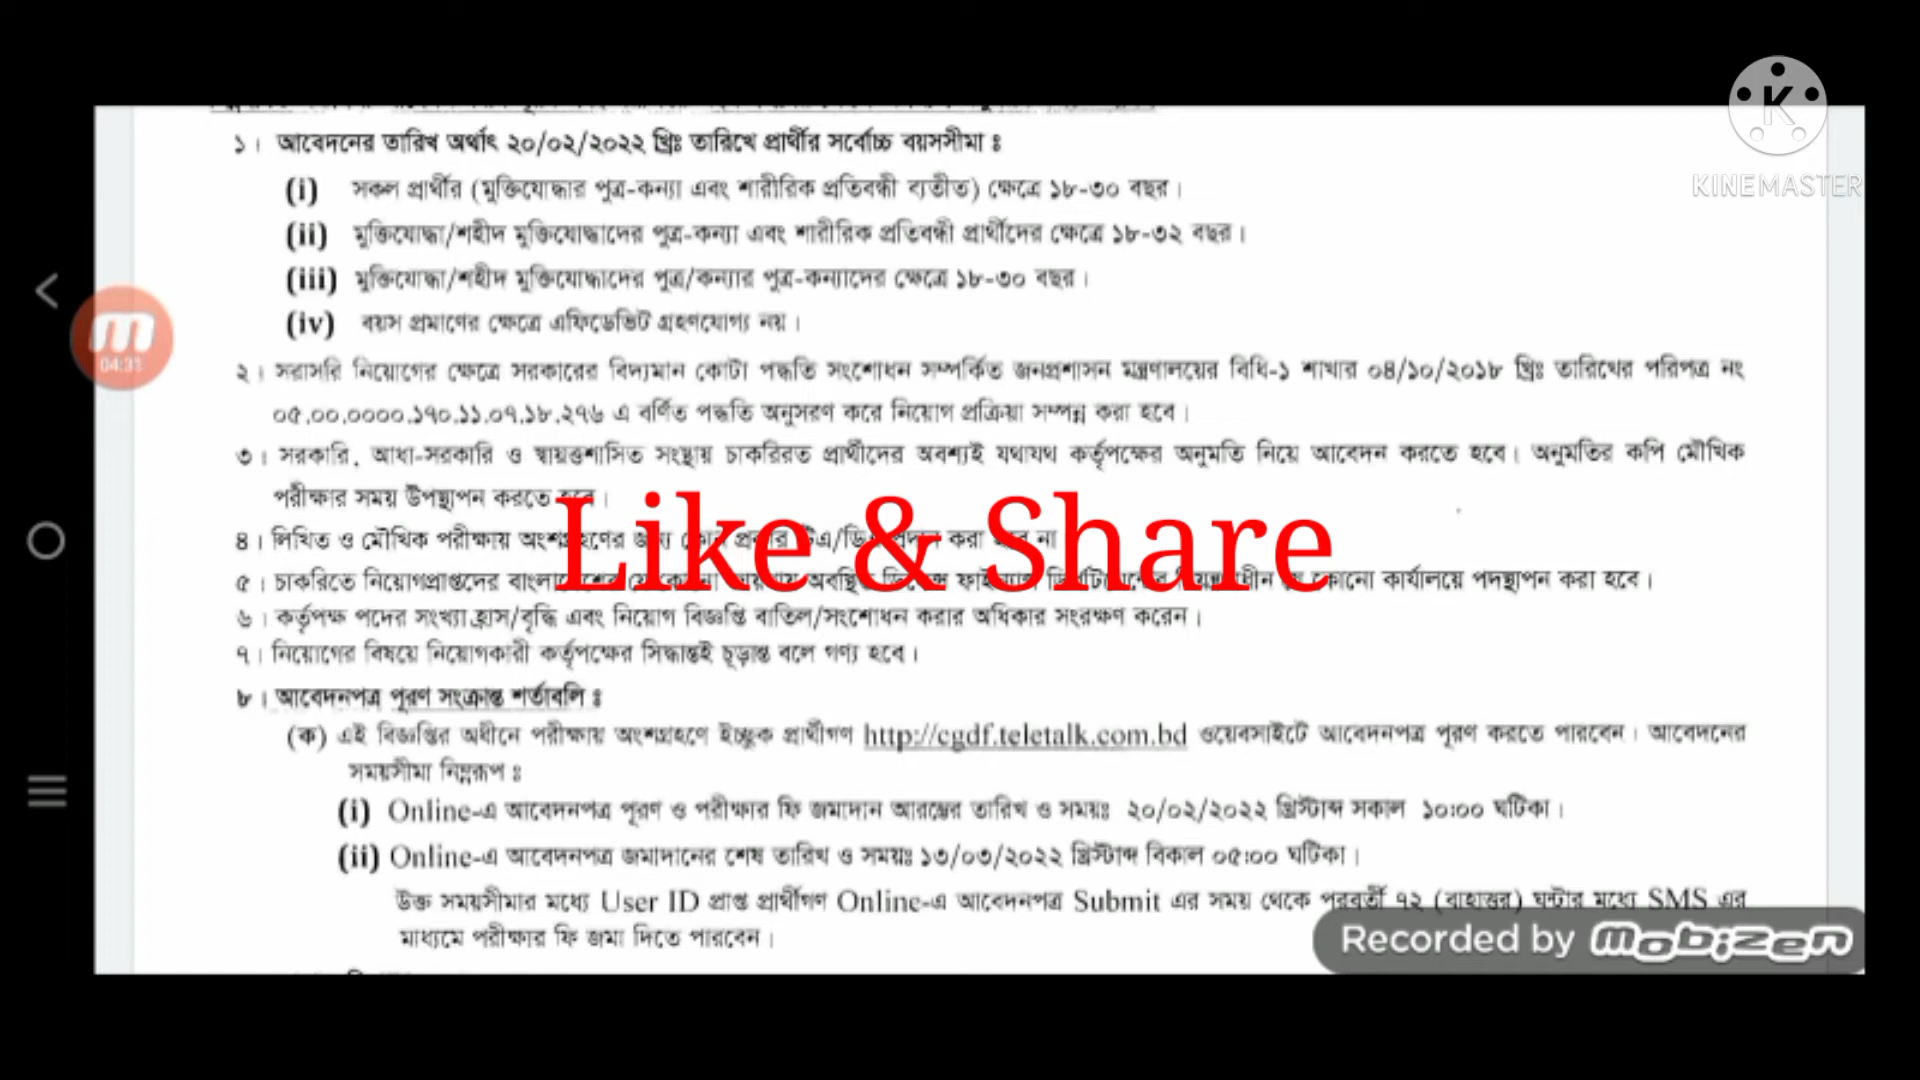 ১। আবেদনের তারিখ অর্থাৎ ২০/০২/২০২২ খ্রিঃ তারিখে প্রার্থীর সর্বোচ্চ বয়সসীমা ঃ
(i) সকল প্রার্থীর (মুক্তিযোদ্ধার পুত্র-কন্যা এবং শারীরিক প্রতিবন্ধী ব্যতীত) ক্ষেত্রে ১৮-৩০ বছর।
(ii) মুক্তিযোদ্ধা/শহীদ মুক্তিযোদ্ধাদের পুত্র-কন্যা এবং শারীরিক প্রতিবন্ধী প্রার্থীদের ক্ষেত্রে ১৮-৩২ বছর।
(iii) মুক্তিযোদ্ধা/শহীদ মুক্তিযোদ্ধাদের পুত্র/কন্যার পুত্র-কন্যাদের ক্ষেত্রে ১৮-৩০ বছর।
(iv) বয়স প্রমাণের ক্ষেত্রে এফিডেভিট গ্রহণযোগ্য নয়।
২। সরাসরি নিয়োগের ক্ষেত্রে সরকারের বিদ্যমান কোটা পদ্ধতি সংশোধন সম্পর্কিত জনপ্রশাসন মন্ত্রণালয়ের বিধি-১ শাখার ০৪/১০/২০১৮ খ্রিঃ তারিখের পরিপত্র নং
০৫.০০.০০০০.১৭০.১১.০৭.১৮.২৭৬ এ বর্ণিত পদ্ধতি অনুসরণ করে নিয়োগ প্রক্রিয়া সম্পন্ন করা হবে।
৩। সরকারি, আধা-সরকারি ও স্বায়ত্তশাসিত সংস্থায় চাকরিরত প্রার্থীদের অবশ্যই যথাযথ কর্তৃপক্ষের অনুমতি নিয়ে আবেদন করতে হবে। অনুমতির কপি মৌখিক
পরীক্ষার সময় উপস্থাপন করতে হবে।
Like & Share
৪। লিখিত ও মৌখিক পরীক্ষায় অংশগ্রহণের করা না
৫। চাকরিতে নিয়োগপ্রাপ্তদের অবস্থিত কোনো কার্যালয়ে পদস্থাপন করা হবে।
৬। কর্তৃপক্ষ পদের সংখ্যা হ্রাস/বৃদ্ধি এবং নিয়োগ বিজ্ঞপ্তি বাতিল/সংশোধন করার অধিকার সংরক্ষণ করেন।
৭। নিয়োগের বিষয়ে নিয়োগকারী কর্তৃপক্ষের সিদ্ধান্তই চূড়ান্ত বলে গণ্য হবে।
৮। আবেদনপত্র পূরণ সংক্রান্ত শর্তাবলি ঃ
(ক) এই বিজ্ঞপ্তির অধীনে পরীক্ষায় অংশগ্রহণে ইচ্ছুক প্রার্থীগণ http://cgdf.teletalk.com.bd ওয়েবসাইটে আবেদনপত্র পূরণ করতে পারবেন। আবেদনের
সময়সীমা নিম্নরূপ ঃ
(i) Online-এ আবেদনপত্র পূরণ ও পরীক্ষার ফি জমাদান আরম্ভের তারিখ ও সময়ঃ ২০/০২/২০২২ খ্রিস্টাব্দ সকাল ১০:০০ ঘটিকা।
(ii) Online-এ আবেদনপত্র জমাদানের শেষ তারিখ ও সময়ঃ ১৩/০৩/২০২২ খ্রিস্টাব্দ বিকাল ০৫:০০ ঘটিকা।
উক্ত সময়সীমার মধ্যে User ID প্রাপ্ত প্রার্থীগণ Online-এ আবেদনপত্র Submit এর সময় থেকে পরবর্তী ৭২ (বাহাত্তর) ঘন্টার মধ্যে SMS এর
মাধ্যমে পরীক্ষার ফি জমা দিতে পারবেন।
K
KINEMASTER
04:31
Recorded by mobizen